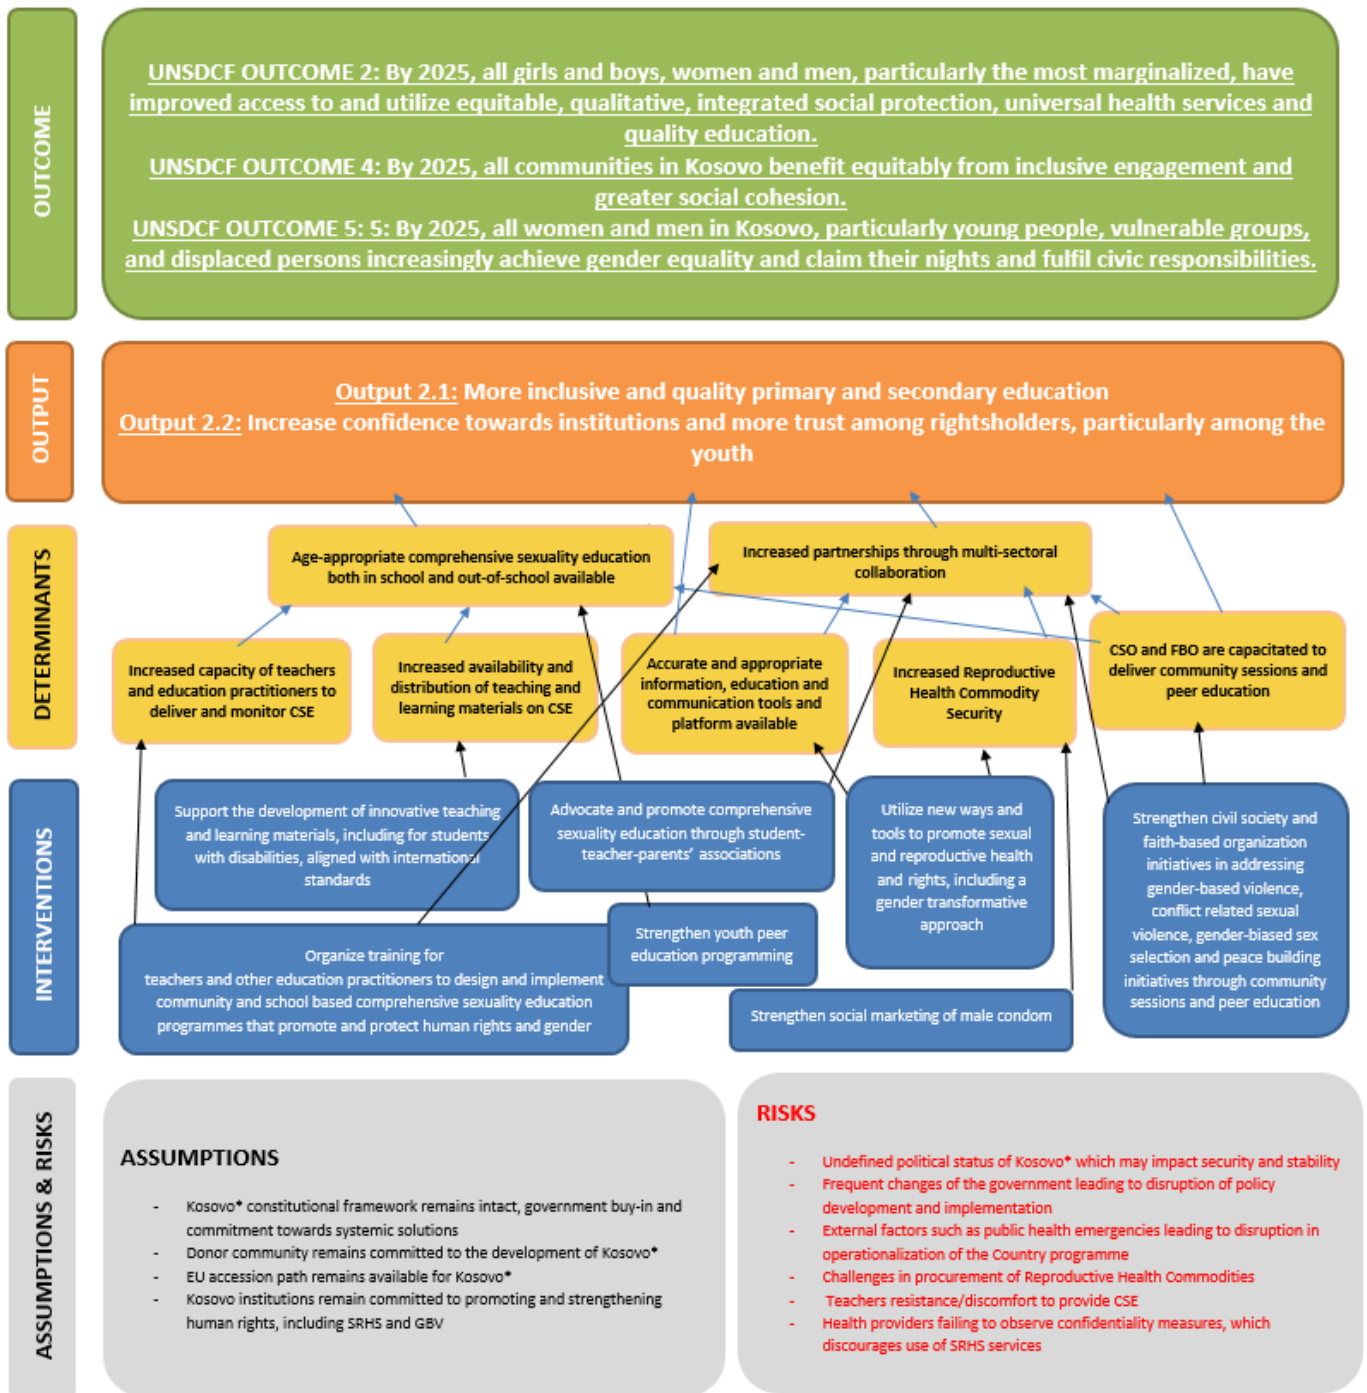 OUTCOME
UNSDCF OUTCOME 2: By 2025, all girls and boys, women and men, particularly the most marginalized, have
improved access to and utilize equitable, qualitative, integrated social protection, universal health services and
quality education.
UNSDCF OUTCOME 4: By 2025, all communities in Kosovo benefit equitably from inclusive engagement and
greater social cohesion.
UNSDCF OUTCOME 5: 5: By 2025, all women and men in Kosovo, particularly young people, vulnerable groups,
and displaced persons increasingly achieve gender equality and claim their rights and fulfil civic responsibilities.
OUTPUT
Output 2.1: More inclusive and quality primary and secondary education
Output 2.2: Increase confidence towards institutions and more trust among rightsholders, particularly among the
youth
DETERMINANTS
Age-appropriate comprehensive sexuality education
both in school and out-of-school available
Increased partnerships through multi-sectoral
collaboration
Increased capacity of teachers
and education practitioners to
deliver and monitor CSE
Increased availability and
distribution of teaching and
learning materials on CSE
Accurate and appropriate
information, education and
communication tools and
platform available
Increased Reproductive
Health Commodity
Security
CSO and FBO are capacitated to
deliver community sessions and
peer education
INTERVENTIONS
Support the development of innovative teaching
and learning materials, including for students
with disabilities, aligned with international
standards
Advocate and promote comprehensive
sexuality education through student-
teacher-parents' associations
Utilize new ways and
tools to promote sexual
and reproductive health
and rights, including a
gender transformative
approach
Strengthen civil society and
faith-based organization
initiatives in addressing
gender-based violence,
conflict related sexual
violence, gender-biased sex
selection and peace building
initiatives through community
sessions and peer education
Organize training for
teachers and other education practitioners to design and implement
community and school based comprehensive sexuality education
programmes that promote and protect human rights and gender
Strengthen youth peer
education programming
Strengthen social marketing of male condom
ASSUMPTIONS & RISKS
ASSUMPTIONS
- Kosovo* constitutional framework remains intact, government buy-in and
commitment towards systemic solutions
- Donor community remains committed to the development of Kosovo*
- EU accession path remains available for Kosovo*
- Kosovo institutions remain committed to promoting and strengthening
human rights, including SRHS and GBV
RISKS
- Undefined political status of Kosovo* which may impact security and stability
- Frequent changes of the government leading to disruption of policy
development and implementation
- External factors such as public health emergencies leading to disruption in
operationalization of the Country programme
- Challenges in procurement of Reproductive Health Commodities
- Teachers resistance/discomfort to provide CSE
- Health providers failing to observe confidentiality measures, which
discourages use of SRHS services